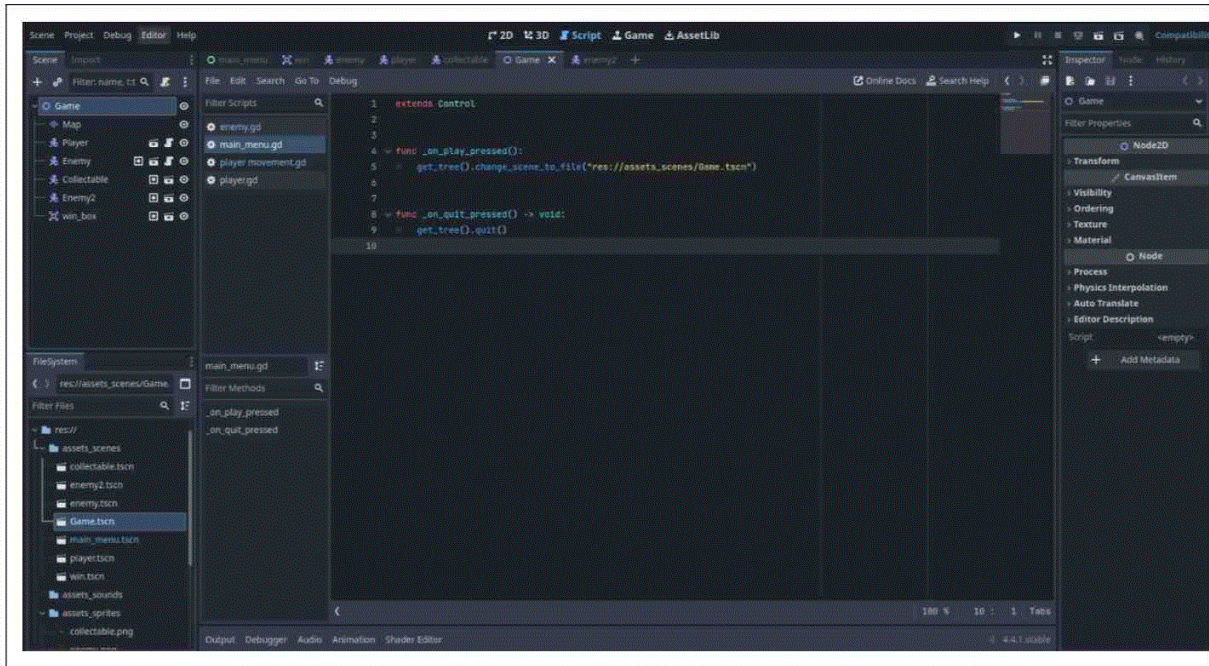 Scene Project Debug Editor Help
2D 3D Script Game AssetLib
Compatibili
Scene Import
main_menu win enemy player collectable Game enemy2
Inspector Node History
Filter: name, t:t
File Edit Search Go To Debug
Online Docs Search Help
Game
Map
Player
Enemy
Collectable
Enemy2
win_box
Filter Scripts
enemy.gd
main_menu.gd
player movement.gd
player.gd
1 extends Control
2
3
4 func _on_play_pressed():
5 get_tree().change_scene_to_file("res://assets_scenes/Game.tscn")
6
7
8 func _on_quit_pressed() -> void:
9 get_tree().quit()
10
Game
Filter Properties
Node2D
Transform
CanvasItem
Visibility
Ordering
Texture
Material
Node
Process
Physics Interpolation
Auto Translate
Editor Description
Script <empty>
Add Metadata
FileSystem
res://assets_scenes/Game.
Filter Files
res://
assets_scenes
collectable.tscn
enemy2.tscn
enemy.tscn
Game.tscn
main_menu.tscn
player.tscn
win.tscn
assets_sounds
assets_sprites
collectable.png
main_menu.gd
Filter Methods
_on_play_pressed
_on_quit_pressed
100 % 10 : 1 Tabs
Output Debugger Audio Animation Shader Editor
4.4.1.stable